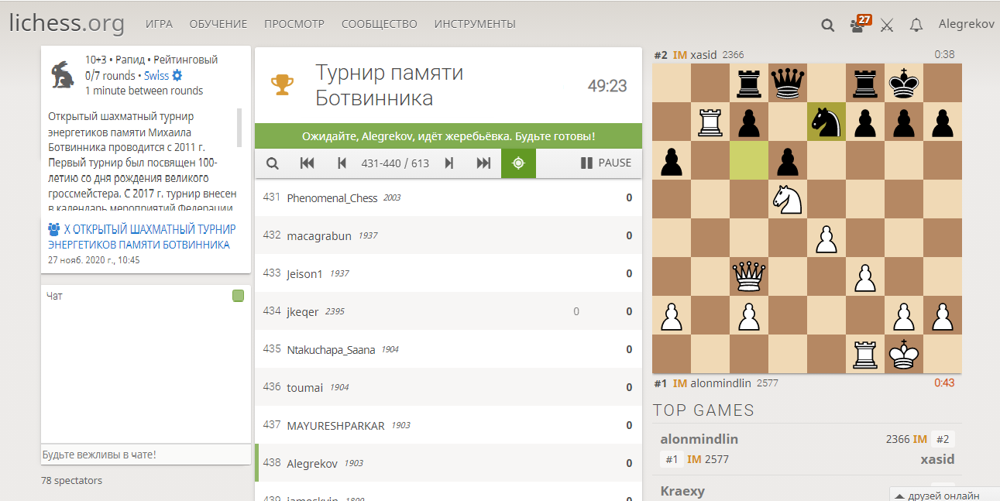 lichess.org
ИГРА ОБУЧЕНИЕ ПРОСМОТР СООБЩЕСТВО ИНСТРУМЕНТЫ
27
Alegrekov
10+3 • Рапид • Рейтинговый
0/7 rounds • Swiss
1 minute between rounds
Открытый шахматный турнир
энергетиков памяти Михаила
Ботвинника проводится с 2011 г.
Первый турнир был посвящен 100-
летию со дня рождения великого
гроссмейстера. С 2017 г. турнир внесен
в календарь мероприятий Федерации
X ОТКРЫТЫЙ ШАХМАТНЫЙ ТУРНИР
ЭНЕРГЕТИКОВ ПАМЯТИ БОТВИННИКА
27 нояб. 2020 г., 10:45
Чат
Будьте вежливы в чате!
78 spectators
Турнир памяти
Ботвинника
49:23
Ожидайте, Alegrekov, идёт жеребьёвка. Будьте готовы!
431-440 / 613 PAUSE
431 Phenomenal_Chess 2003 0
432 macagrabun 1937 0
433 Jeison1 1937 0
434 jkeqer 2395 0 0
435 Ntakuchapa_Saana 1904 0
436 toumai 1904 0
437 MAYURESHPARKAR 1903 0
438 Alegrekov 1903 0
439 jameskvin 1899 0
#2 IM xasid 2366 0:38
#1 IM alonmindlin 2577 0:43
TOP GAMES
alonmindlin 2366 IM #2
#1 IM 2577 xasid
Kraexy
друзей онлайн